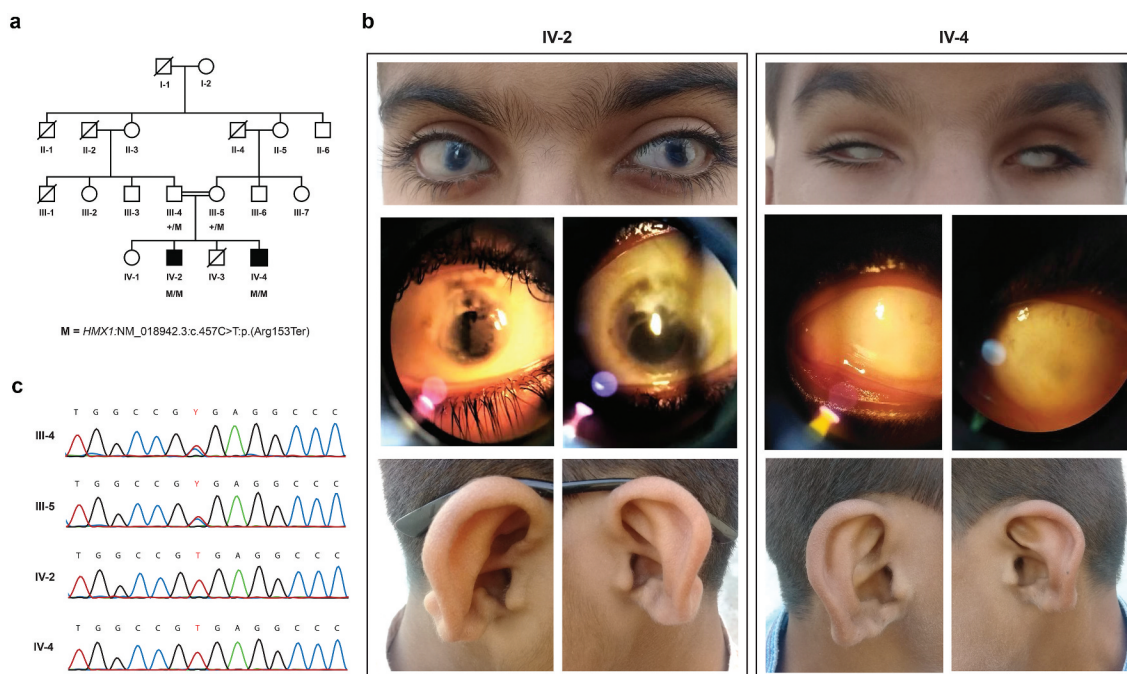 a
I-1 I-2
II-1 II-2 II-3 II-4 II-5 II-6
III-1 III-2 III-3 III-4 III-5 III-6 III-7
+/M +/M
IV-1 IV-2 IV-3 IV-4
M/M M/M
M = HMX1:NM_018942.3:c.457C>T:p.(Arg153Ter)
b
IV-2 IV-4
c
T G G C C G Y G A G G C C C
III-4
T G G C C G Y G A G G C C C
III-5
T G G C C G T G A G G C C C
IV-2
T G G C C G T G A G G C C C
IV-4